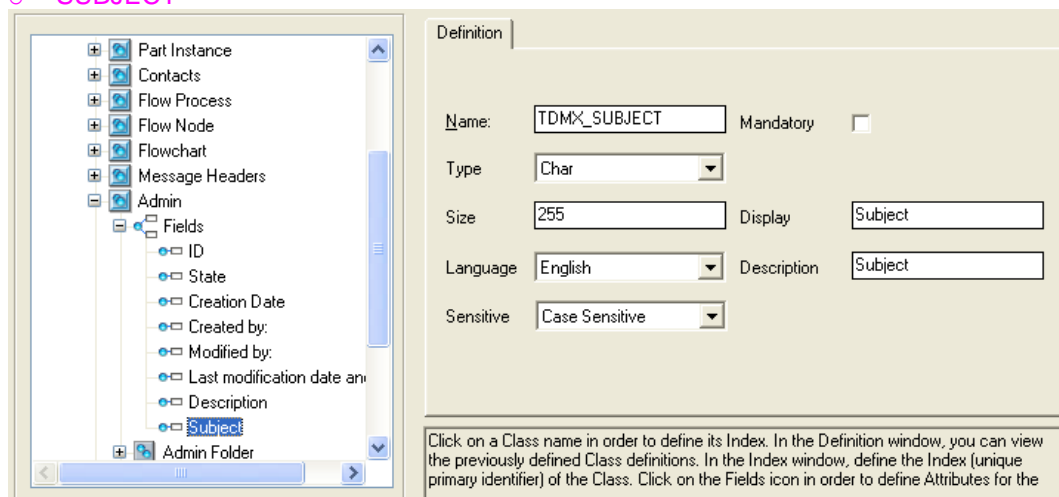 SUBJECT
Definition
Part Instance
Contacts
Flow Process
Flow Node
Flowchart
Message Headers
Admin
Fields
ID
State
Creation Date
Created by:
Modified by:
Last modification date an
Description
Subject
Admin Folder
Name: TDMX_SUBJECT Mandatory
Type Char
Size 255 Display Subject
Language English Description Subject
Sensitive Case Sensitive
Click on a Class name in order to define its Index. In the Definition window, you can view
the previously defined Class definitions. In the Index window, define the Index (unique
primary identifier) of the Class. Click on the Fields icon in order to define Attributes for the